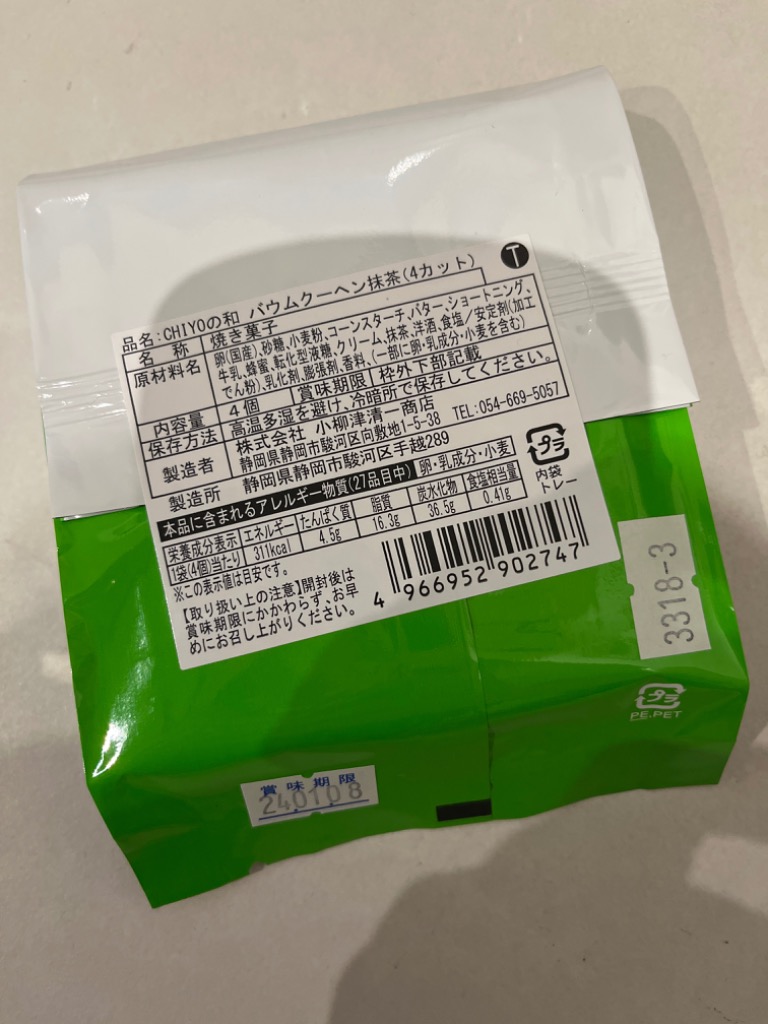 T
品名:CHIYOの和 バウムクーヘン抹茶(4カット)
名 称 焼き菓子
原材料名 卵(国産)、砂糖、小麦粉、コーンスターチ、バター、ショートニング、
牛乳、蜂蜜、転化型液糖、クリーム、抹茶、洋酒、食塩/安定剤(加工
でん粉)、乳化剤、膨張剤、香料、(一部に卵・乳成分・小麦を含む)
内容量 4個 賞味期限 枠外下部記載
保存方法 高温多湿を避け、冷暗所で保存してください。
製造者 株式会社 小柳津清一商店
静岡県静岡市駿河区向敷地1-5-38 TEL:054-669-5057
製造所 静岡県静岡市駿河区手越289
本品に含まれるアレルギー物質(27品目中) 卵・乳成分・小麦
栄養成分表示 エネルギー たんぱく質 脂質 炭水化物 食塩相当量
1袋(4個)当たり 311kcal 4.5g 16.3g 36.5g 0.41g
※この表示値は目安です。
【取り扱い上の注意】開封後は
賞味期限にかかわらず、お早
めにお召し上がりください。
4 966952 902747
プラ
内袋
トレー
3318-3
プラ
PE.PET
賞味期限
240108